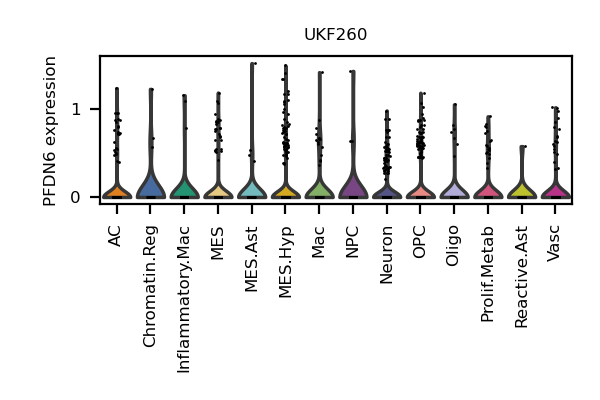 UKF260
PFDN6 expression
1
0
AC
Chromatin.Reg
Inflammatory.Mac
MES
MES.Ast
MES.Hyp
Mac
NPC
Neuron
OPC
Oligo
Prolif.Metab
Reactive.Ast
Vasc